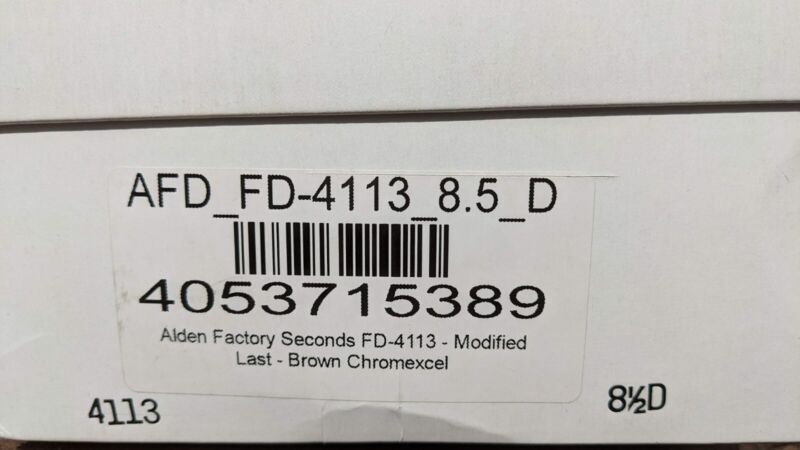 AFD_FD-4113_8.5_D
4053715389
Alden Factory Seconds FD-4113 - Modified
Last - Brown Chromexcel
4113
8½D